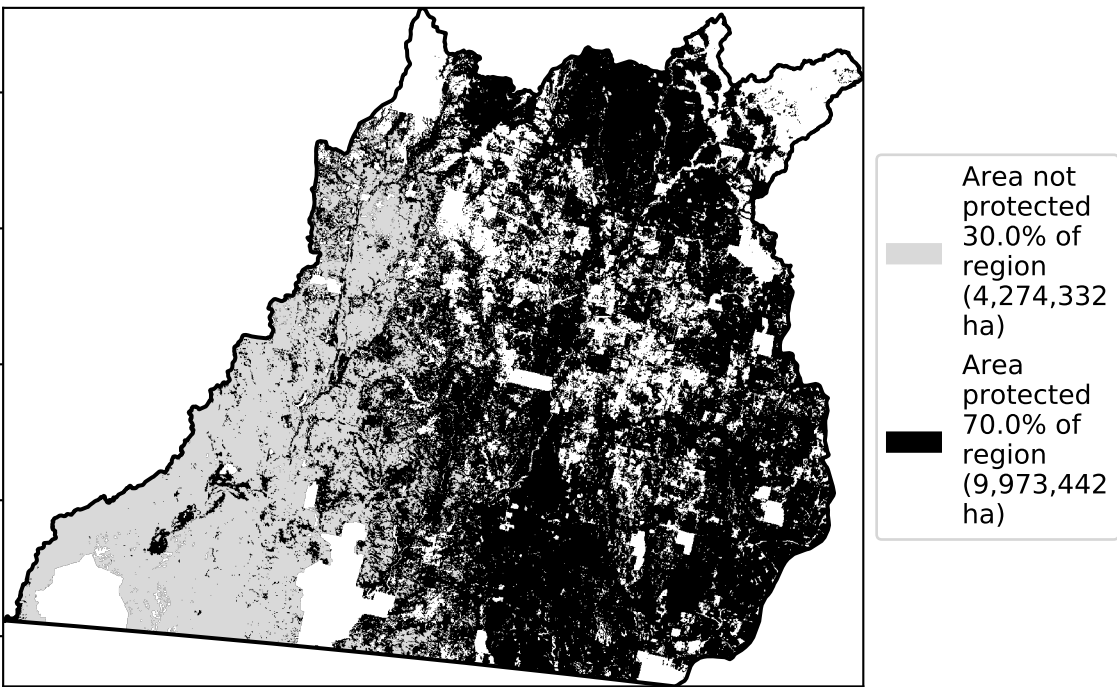 Area not
protected
30.0% of
region
(4,274,332
ha)
Area
protected
70.0% of
region
(9,973,442
ha)